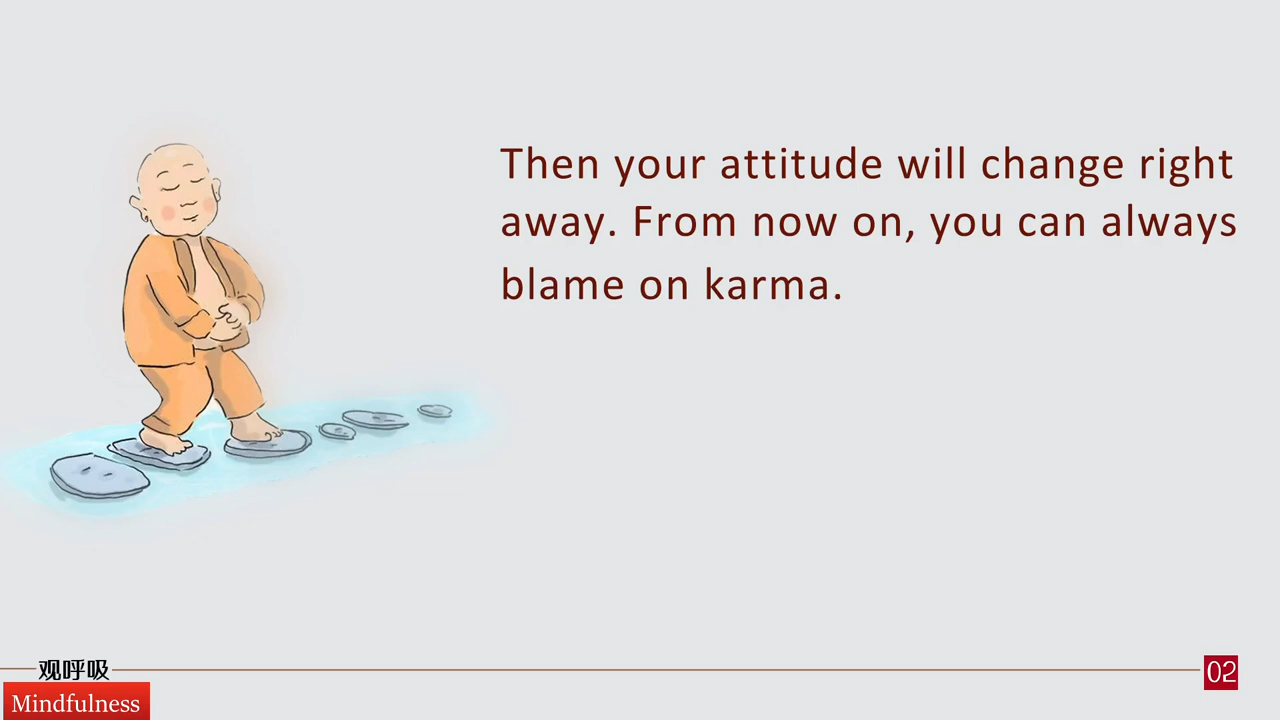 Then your attitude will change right
away. From now on, you can always
blame on karma.
观呼吸
02
Mindfulness